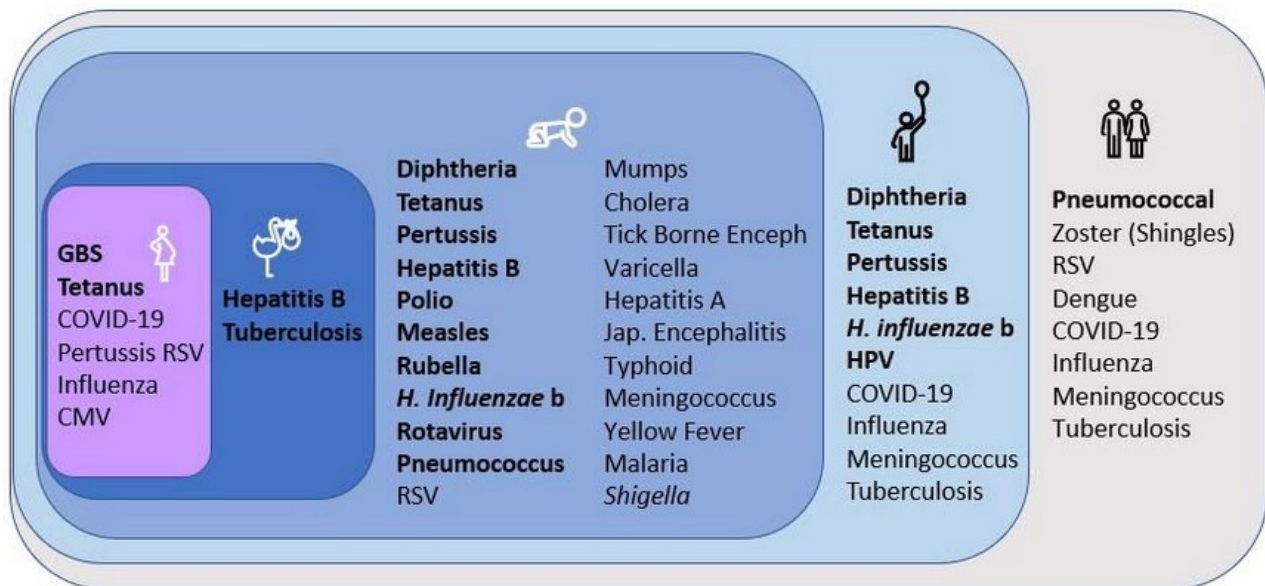 GBS
Tetanus
COVID-19
Pertussis RSV
Influenza
CMV
Hepatitis B
Tuberculosis
Diphtheria
Tetanus
Pertussis
Hepatitis B
Polio
Measles
Rubella
H. Influenzae b
Rotavirus
Pneumococcus
RSV
Mumps
Cholera
Tick Borne Enceph
Varicella
Hepatitis A
Jap. Encephalitis
Typhoid
Meningococcus
Yellow Fever
Malaria
Shigella
Diphtheria
Tetanus
Pertussis
Hepatitis B
H. influenzae b
HPV
COVID-19
Influenza
Meningococcus
Tuberculosis
Pneumococcal
Zoster (Shingles)
RSV
Dengue
COVID-19
Influenza
Meningococcus
Tuberculosis